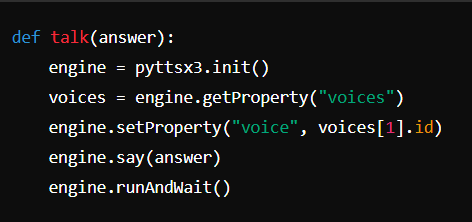 def talk(answer):
    engine = pyttsx3.init()
    voices = engine.getProperty("voices")
    engine.setProperty("voice", voices[1].id)
    engine.say(answer)
    engine.runAndWait()